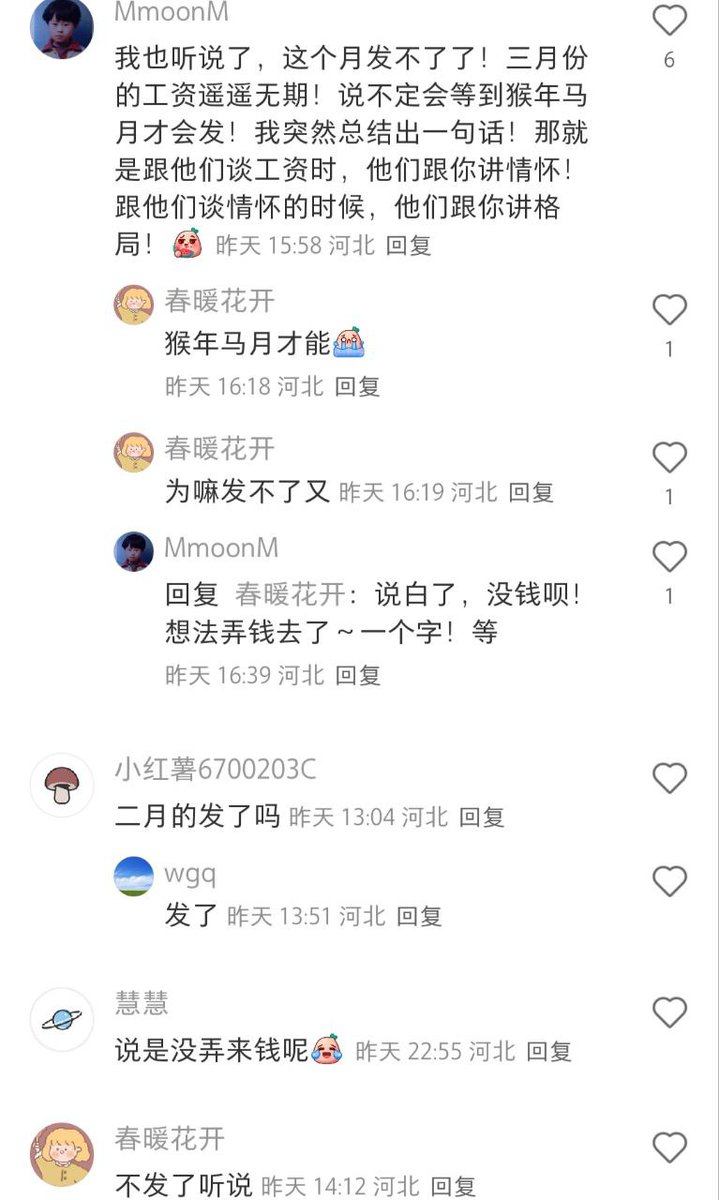 MmoonM
我也听说了，这个月发不了了！三月份
的工资遥遥无期！说不定会等到猴年马
月才会发！我突然总结出一句话！那就
是跟他们谈工资时，他们跟你讲情怀！
跟他们谈情怀的时候，他们跟你讲格
局！ 昨天 15:58 河北 回复
6
春暖花开
猴年马月才能
昨天 16:18 河北 回复
1
春暖花开
为嘛发不了又 昨天 16:19 河北 回复
1
MmoonM
回复 春暖花开：说白了，没钱呗！
想法弄钱去了～一个字！等
昨天 16:39 河北 回复
1
小红薯6700203C
二月的发了吗 昨天 13:04 河北 回复
wgq
发了 昨天 13:51 河北 回复
慧慧
说是没弄来钱呢 昨天 22:55 河北 回复
春暖花开
不发了听说 昨天 14:12 河北 回复